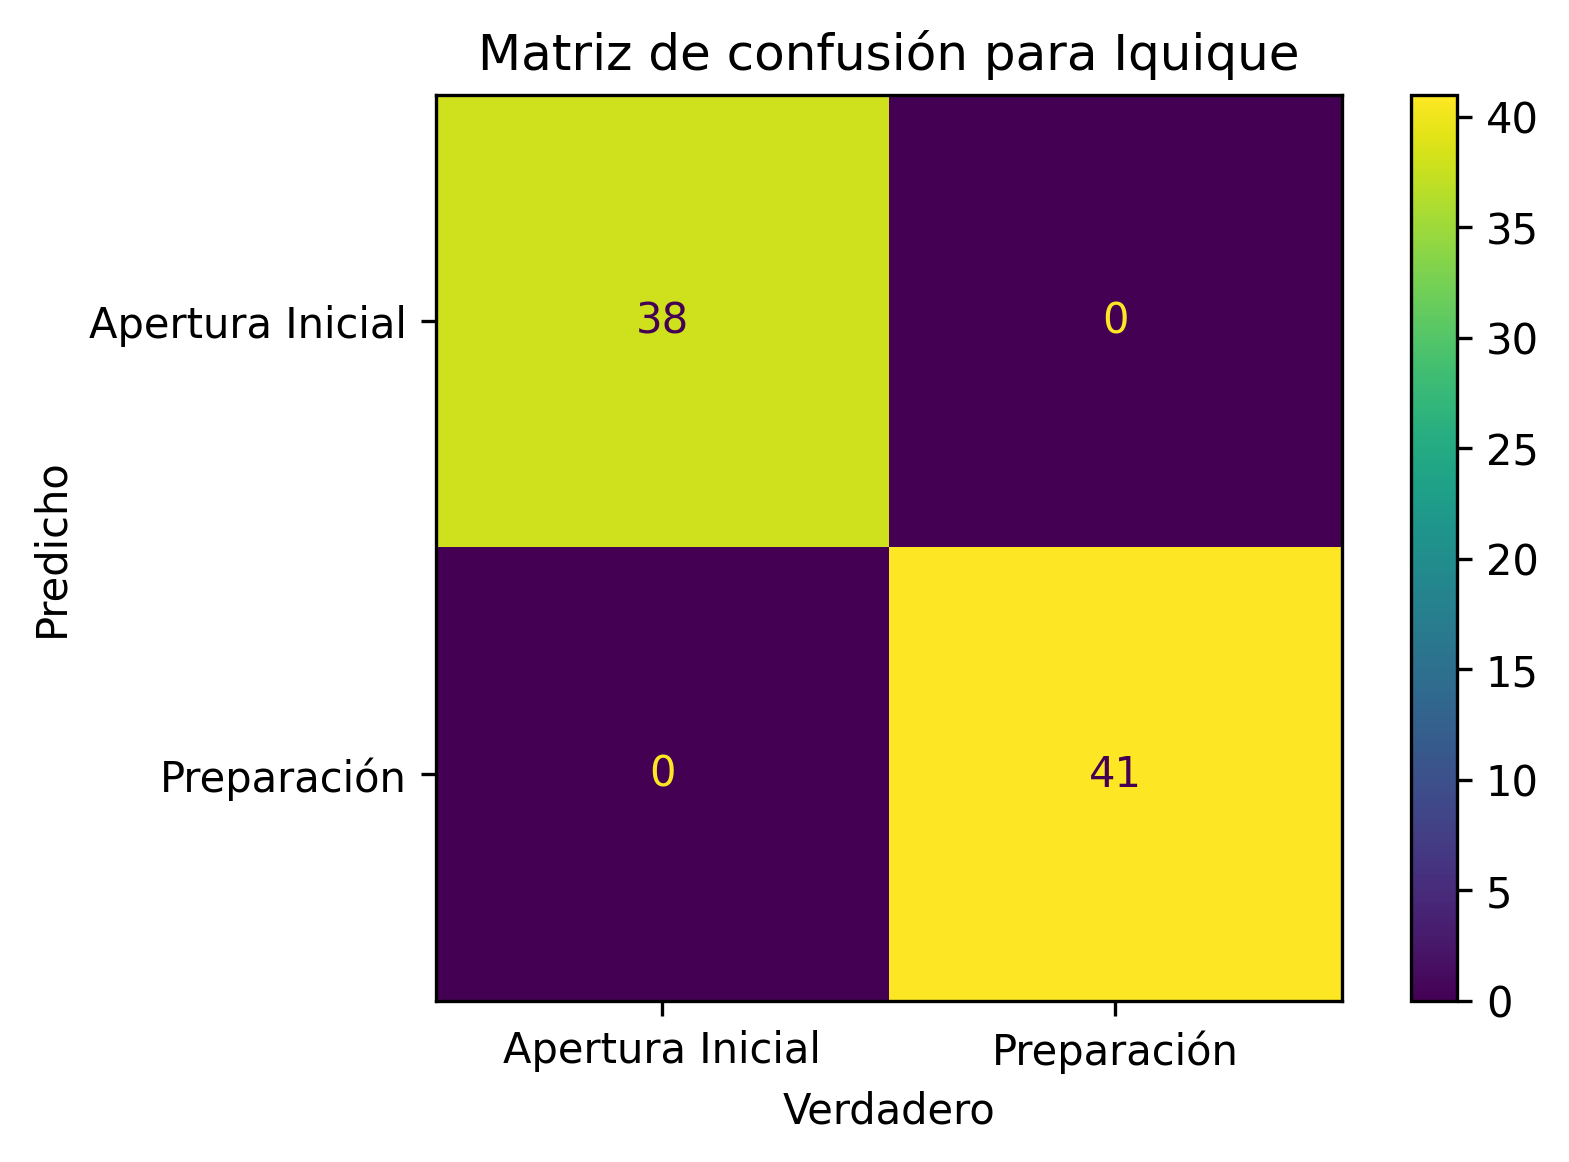 Matriz de confusión para Iquique
Predicho
Apertura Inicial
38
0
Preparación
0
41
Apertura Inicial
Preparación
Verdadero
40
35
30
25
20
15
10
5
0